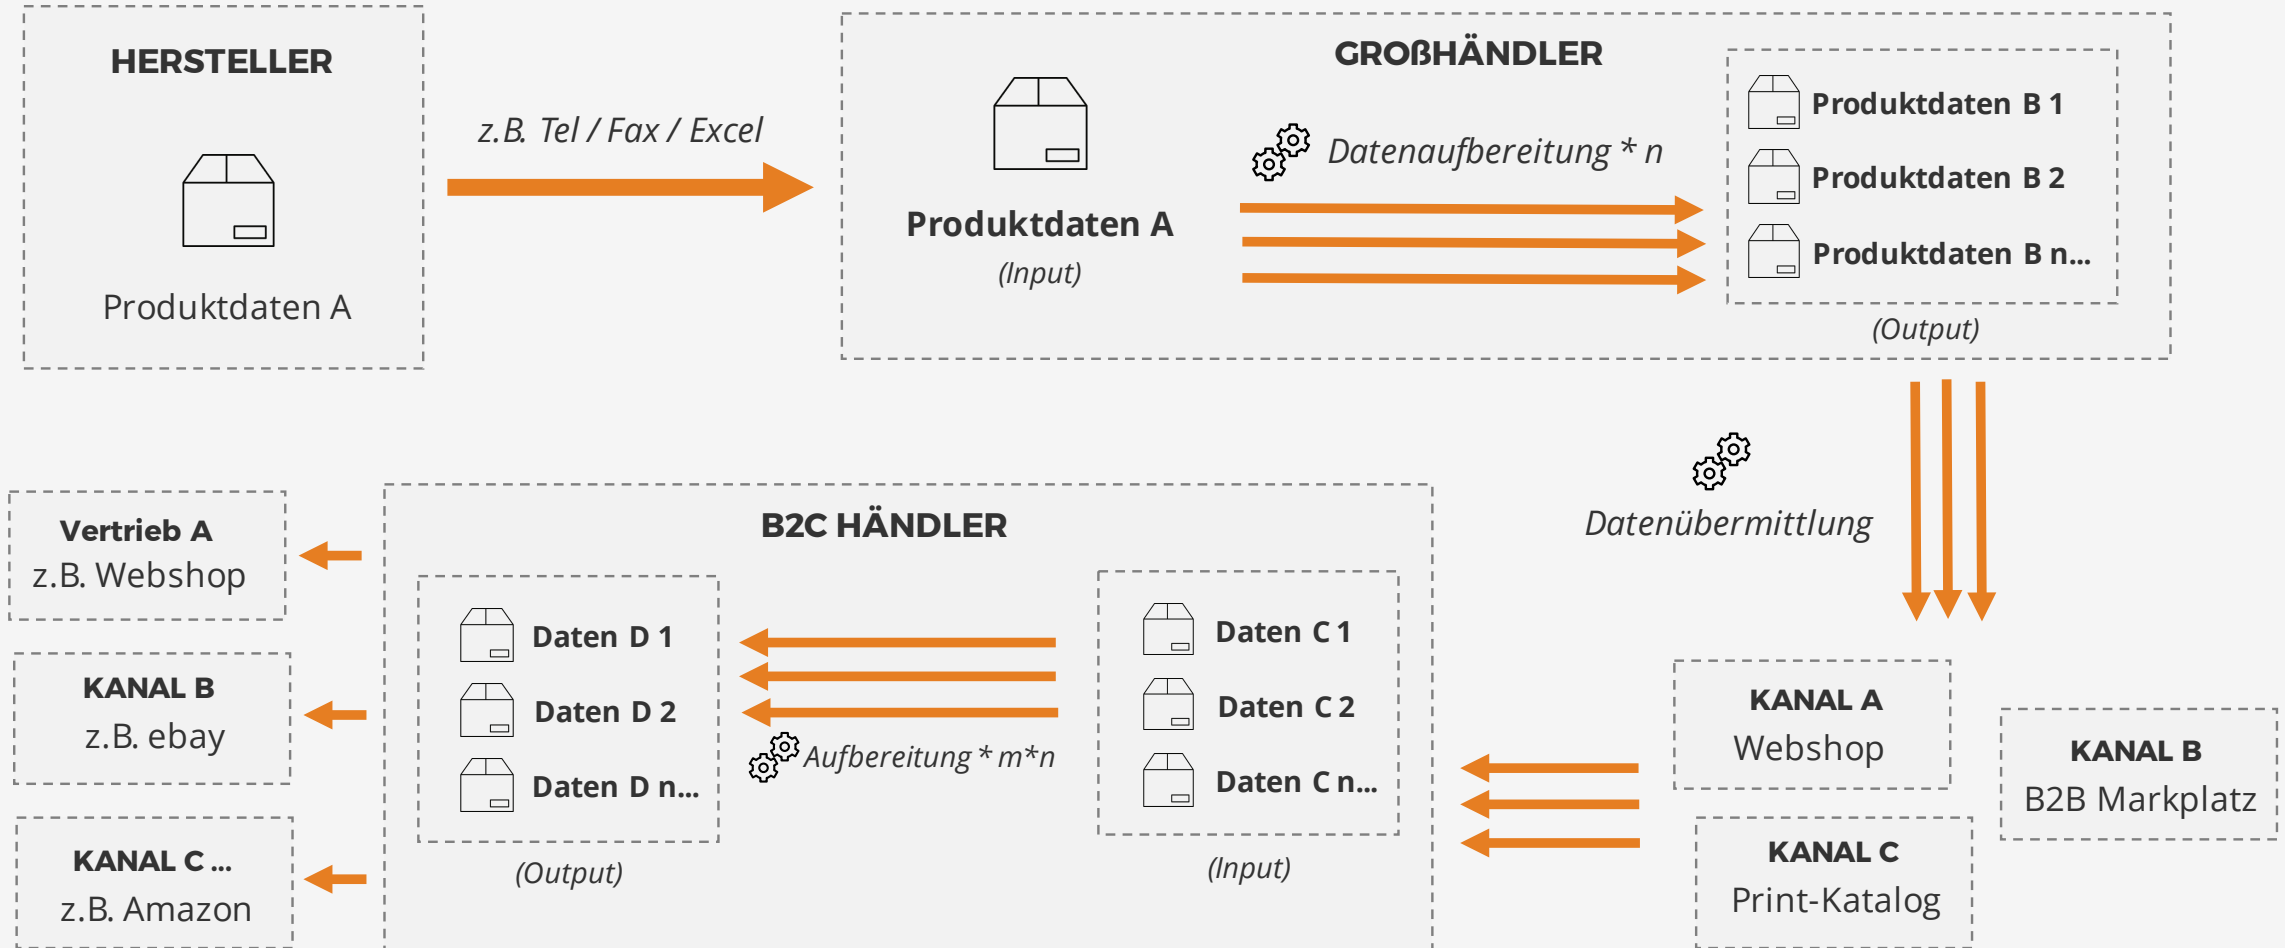 HERSTELLER
Produktdaten A
z.B. Tel / Fax / Excel
GROßHÄNDLER
Produktdaten A
(Input)
Datenaufbereitung * n
Produktdaten B 1
Produktdaten B 2
Produktdaten B n...
(Output)
Datenübermittlung
KANAL A
Webshop
KANAL B
B2B Markplatz
KANAL C
Print-Katalog
B2C HÄNDLER
Daten C 1
Daten C 2
Daten C n...
(Input)
Aufbereitung * m*n
Daten D 1
Daten D 2
Daten D n...
(Output)
Vertrieb A
z.B. Webshop
KANAL B
z.B. ebay
KANAL C ...
z.B. Amazon